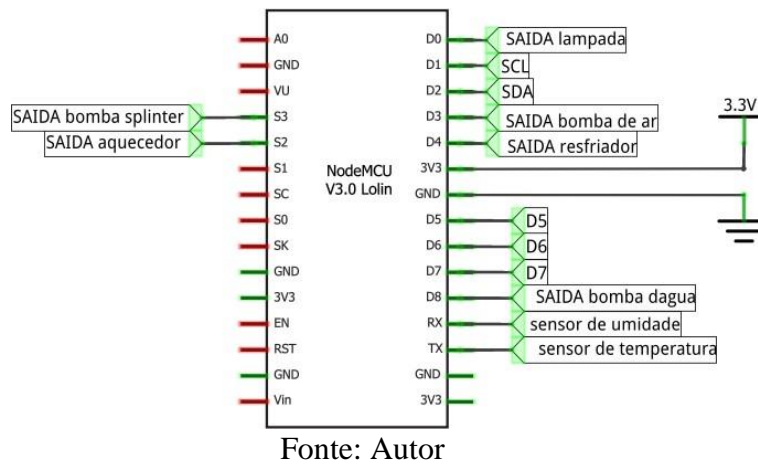 SAIDA bomba splinter
SAIDA aquecedor
A0
GND
VU
S3
S2
S1
SC
S0
SK
GND
3V3
EN
RST
GND
Vin
NodeMCU
V3.0 Lolin
D0
D1
D2
D3
D4
3V3
GND
D5
D6
D7
D8
RX
TX
GND
3V3
SAIDA lampada
SCL
SDA
SAIDA bomba de ar
SAIDA resfriador
3.3V
D5
D6
D7
SAIDA bomba dagua
sensor de umidade
sensor de temperatura
Fonte: Autor